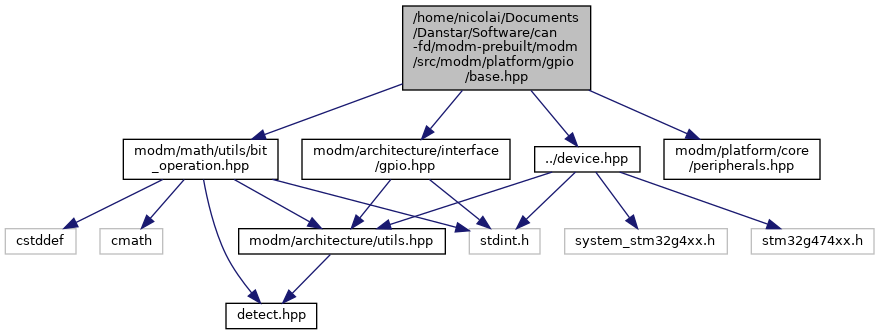 /home/nicolai/Documents
/Danstar/Software/can
-fd/modm-prebuilt/modm
/src/modm/platform/gpio
/base.hpp
modm/math/utils/bit
_operation.hpp
modm/architecture/interface
/gpio.hpp
../device.hpp
modm/platform/core
/peripherals.hpp
cstddef
cmath
modm/architecture/utils.hpp
stdint.h
system_stm32g4xx.h
stm32g474xx.h
detect.hpp